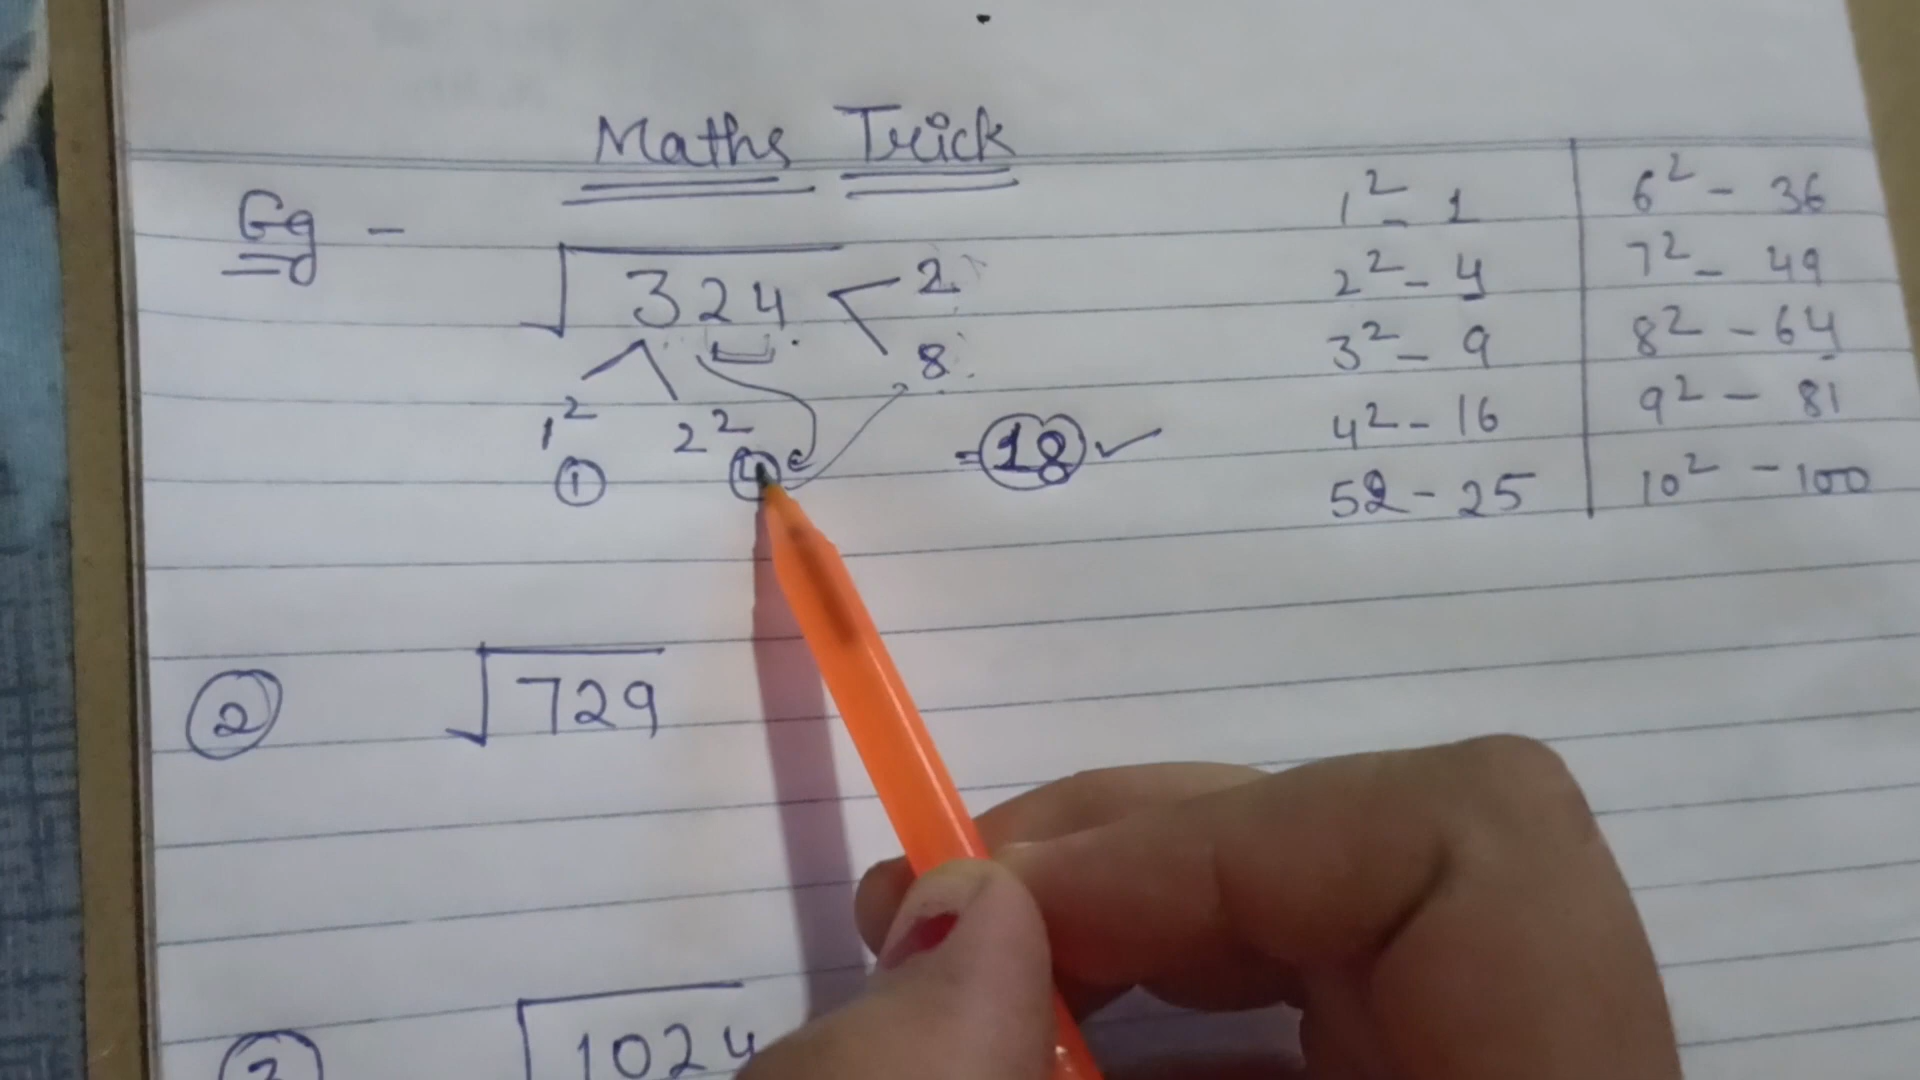 Maths Trick
Eg -
√324 < 2
8
1² 2²
① ④
= 18 ✓
1² - 1
2² - 4
3² - 9
4² - 16
52 - 25
6² - 36
7² - 49
8² - 64
9² - 81
10² - 100
② √729
√1024